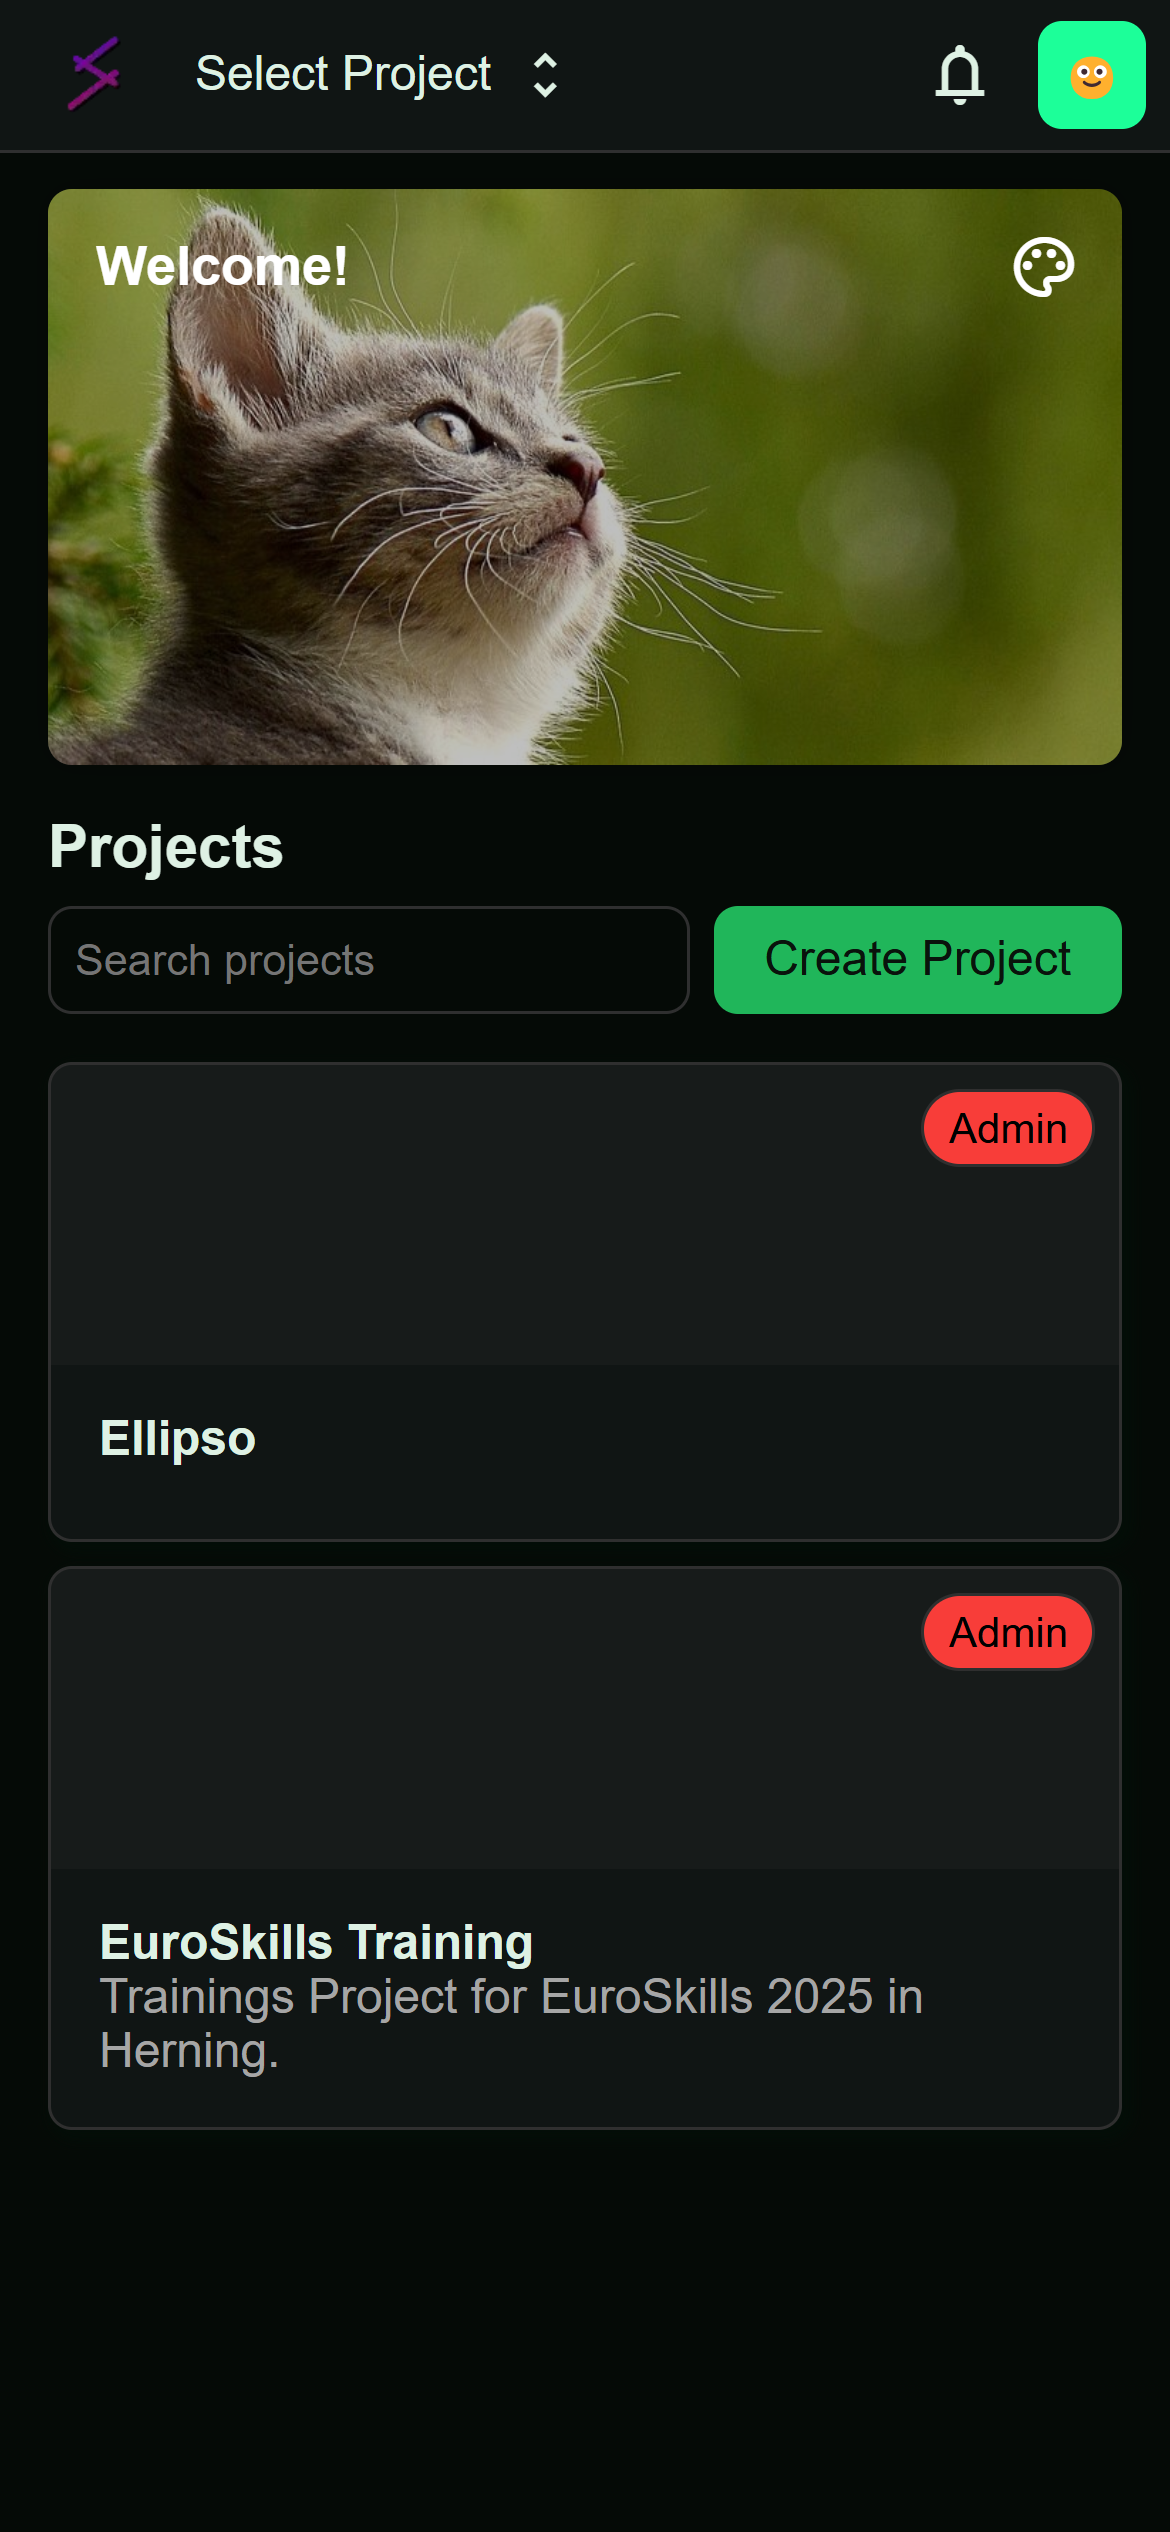 Select Project
Welcome!
Projects
Search projects
Create Project
Admin
Ellipso
Admin
EuroSkills Training
Trainings Project for EuroSkills 2025 in
Herning.